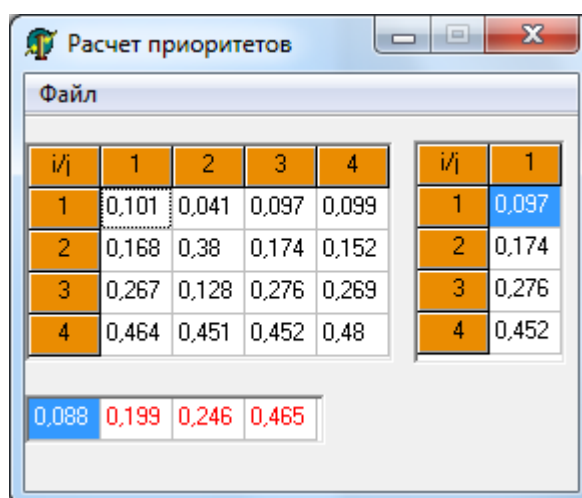 Расчет приоритетов
Файл
i/j 1 2 3 4
1 0,101 0,041 0,097 0,099
2 0,168 0,38 0,174 0,152
3 0,267 0,128 0,276 0,269
4 0,464 0,451 0,452 0,48
i/j 1
1 0,097
2 0,174
3 0,276
4 0,452
0,088 0,199 0,246 0,465